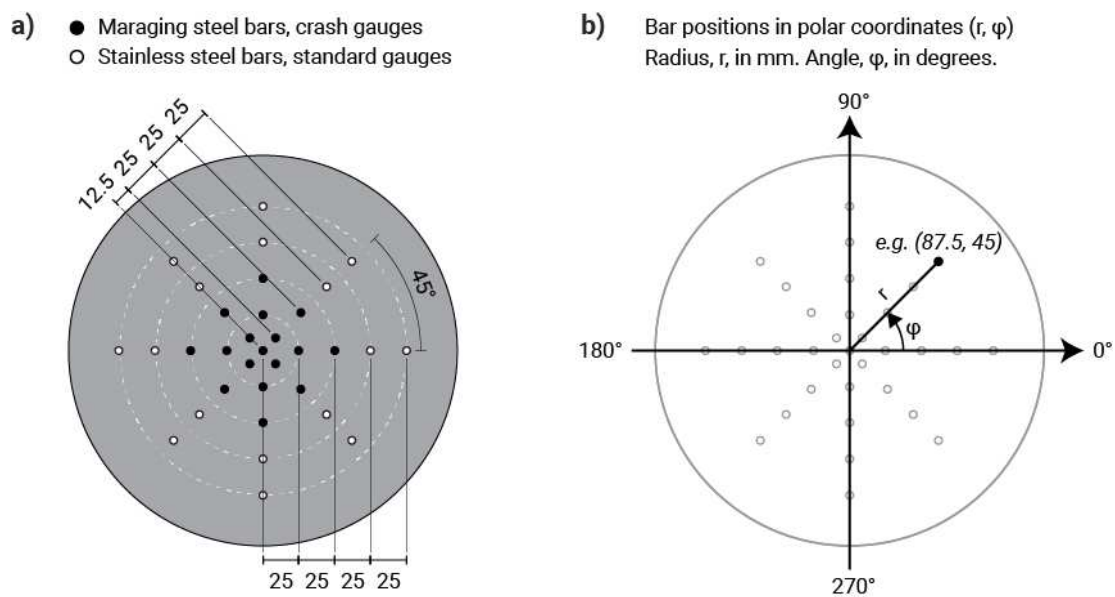 a)
Maraging steel bars, crash gauges
Stainless steel bars, standard gauges
12.5 25 25 25
45°
25 25 25 25
b)
Bar positions in polar coordinates (r, φ)
Radius, r, in mm. Angle, φ, in degrees.
90°
e.g. (87.5, 45)
r
φ
180°
0°
270°